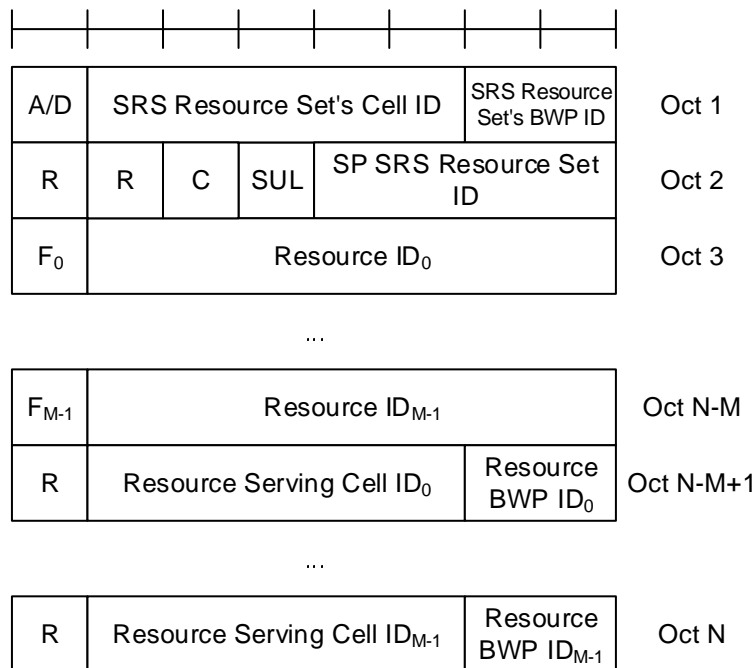 A/D SRS Resource Set's Cell ID SRS Resource Set's BWP ID Oct 1
R R C SUL SP SRS Resource Set ID Oct 2
F0 Resource ID0 Oct 3
...
FM-1 Resource IDM-1 Oct N-M
R Resource Serving Cell ID0 Resource BWP ID0 Oct N-M+1
...
R Resource Serving Cell IDM-1 Resource BWP IDM-1 Oct N